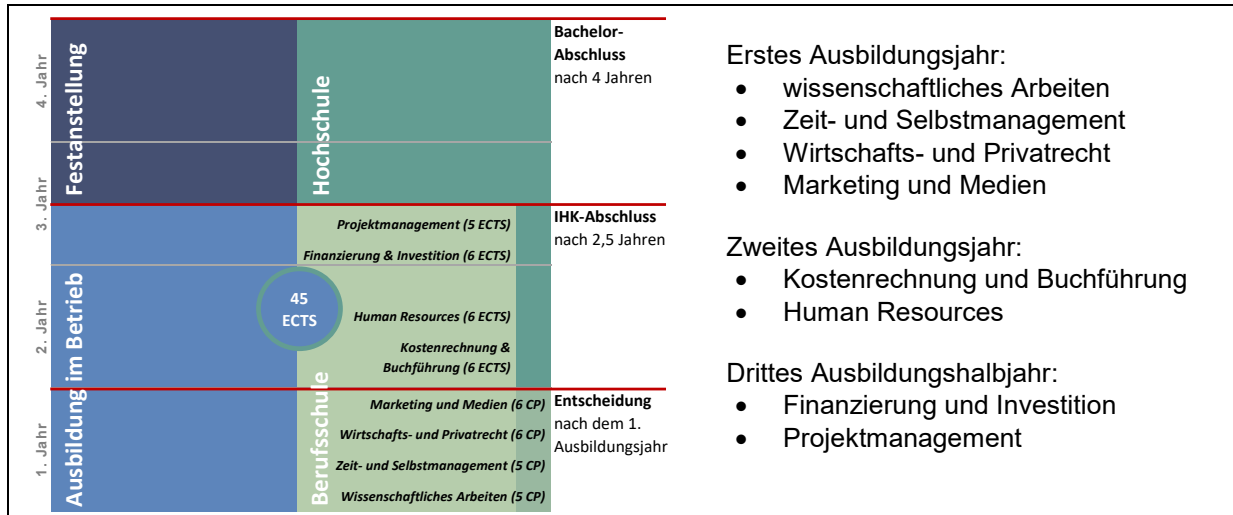 4. Jahr
3. Jahr
2. Jahr
1. Jahr
Festanstellung
Ausbildung im Betrieb
Hochschule
Berufsschule
Projektmanagement (5 ECTS)
Finanzierung & Investition (6 ECTS)
45
ECTS
Human Resources (6 ECTS)
Kostenrechnung &
Buchführung (6 ECTS)
Marketing und Medien (6 CP)
Wirtschafts- und Privatrecht (6 CP)
Zeit- und Selbstmanagement (5 CP)
Wissenschaftliches Arbeiten (5 CP)
Bachelor-
Abschluss
nach 4 Jahren
IHK-Abschluss
nach 2,5 Jahren
Entscheidung
nach dem 1.
Ausbildungsjahr
Erstes Ausbildungsjahr:
• wissenschaftliches Arbeiten
• Zeit- und Selbstmanagement
• Wirtschafts- und Privatrecht
• Marketing und Medien
Zweites Ausbildungsjahr:
• Kostenrechnung und Buchführung
• Human Resources
Drittes Ausbildungshalbjahr:
• Finanzierung und Investition
• Projektmanagement